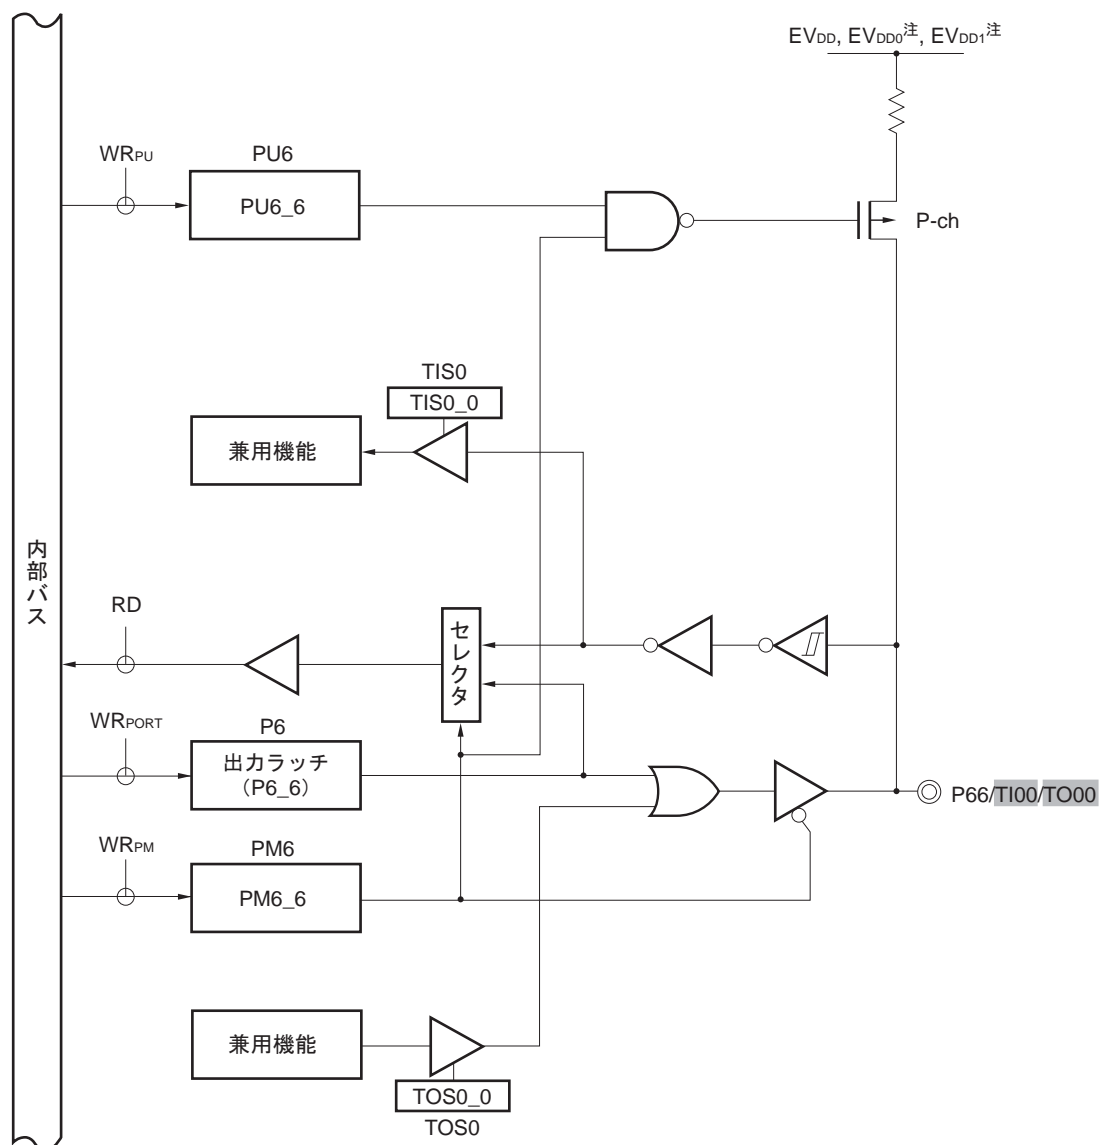 EVDD, EVDD0注, EVDD1注
WRPU
PU6
PU6_6
P-ch
TIS0
TIS0_0
兼用機能
内部バス
RD
セレクタ
WRPORT
P6
出力ラッチ
（P6_6）
P66/TI00/TO00
WRPM
PM6
PM6_6
兼用機能
TOS0_0
TOS0